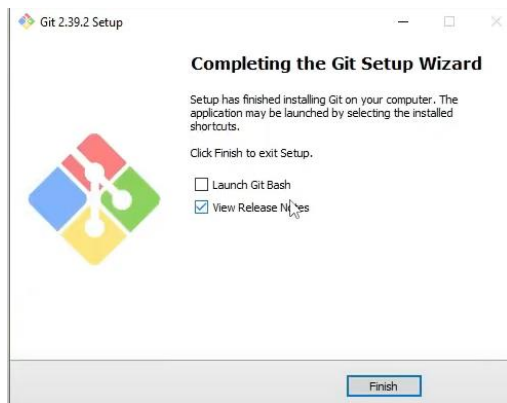 Git 2.39.2 Setup
Completing the Git Setup Wizard
Setup has finished installing Git on your computer. The
application may be launched by selecting the installed
shortcuts.
Click Finish to exit Setup.
Launch Git Bash
View Release Notes
Finish